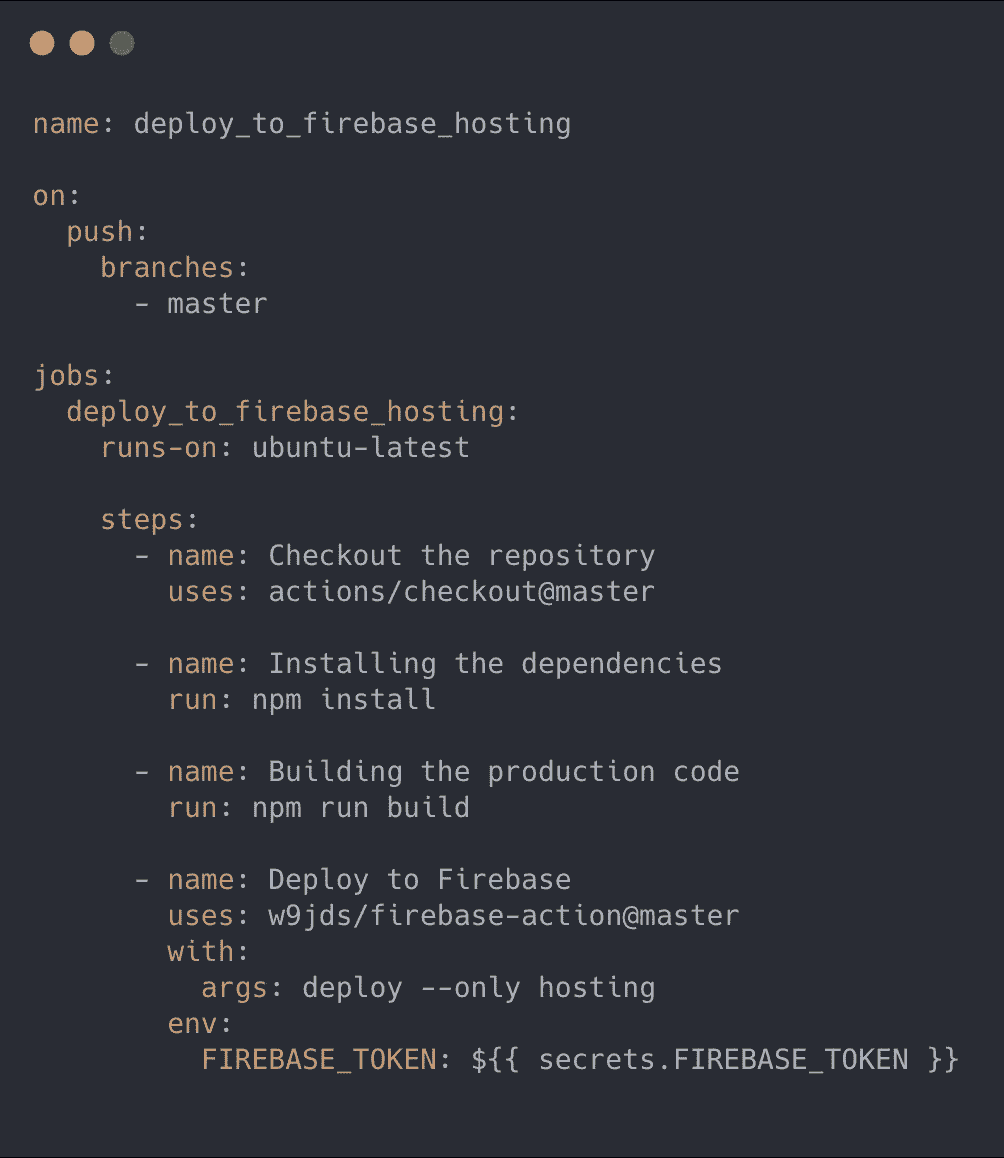 name: deploy_to_firebase_hosting

on:
  push:
    branches:
      - master

jobs:
  deploy_to_firebase_hosting:
    runs-on: ubuntu-latest

    steps:
      - name: Checkout the repository
        uses: actions/checkout@master

      - name: Installing the dependencies
        run: npm install

      - name: Building the production code
        run: npm run build

      - name: Deploy to Firebase
        uses: w9jds/firebase-action@master
        with:
          args: deploy --only hosting
        env:
          FIREBASE_TOKEN: ${{ secrets.FIREBASE_TOKEN }}